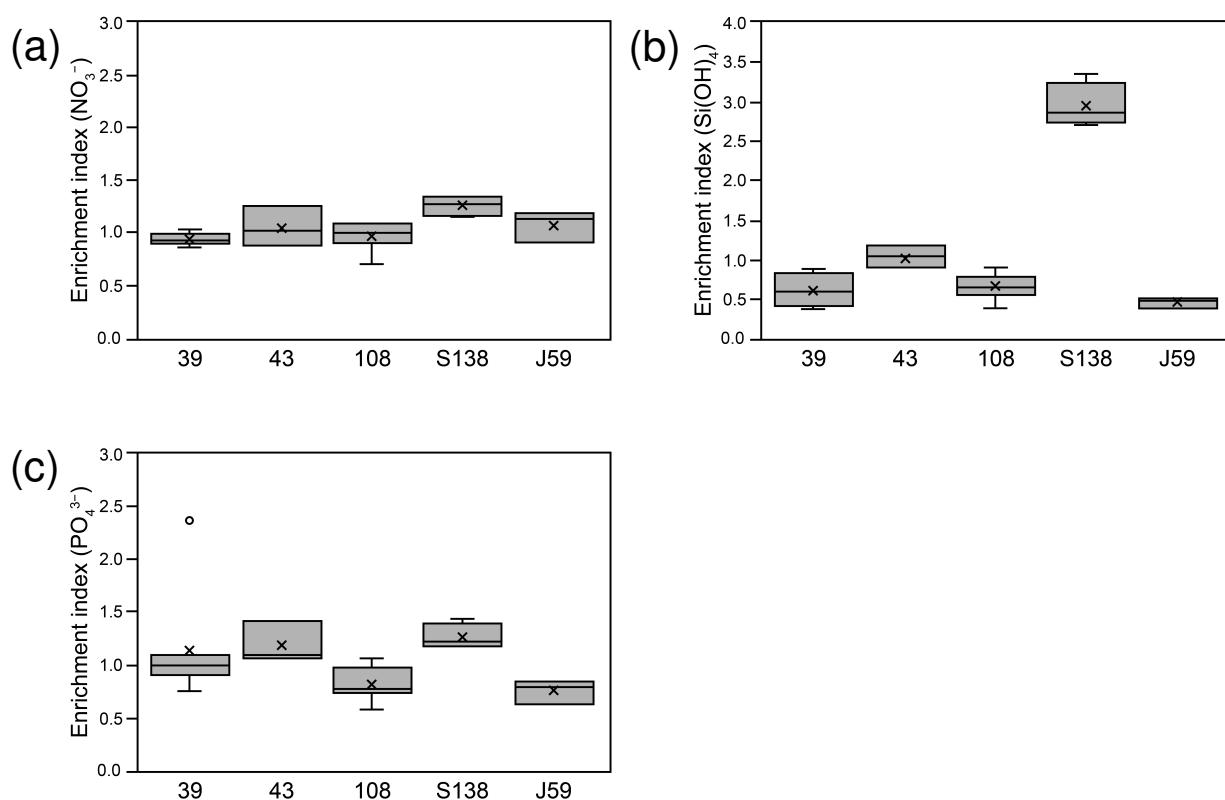 (a)
Enrichment index (NO₃⁻)
3.0
2.5
2.0
1.5
1.0
0.5
0.0
39 43 108 S138 J59
(b)
Enrichment index (Si(OH)₄)
4.0
3.5
3.0
2.5
2.0
1.5
1.0
0.5
0.0
39 43 108 S138 J59
(c)
Enrichment index (PO₄³⁻)
3.0
2.5
2.0
1.5
1.0
0.5
0.0
39 43 108 S138 J59